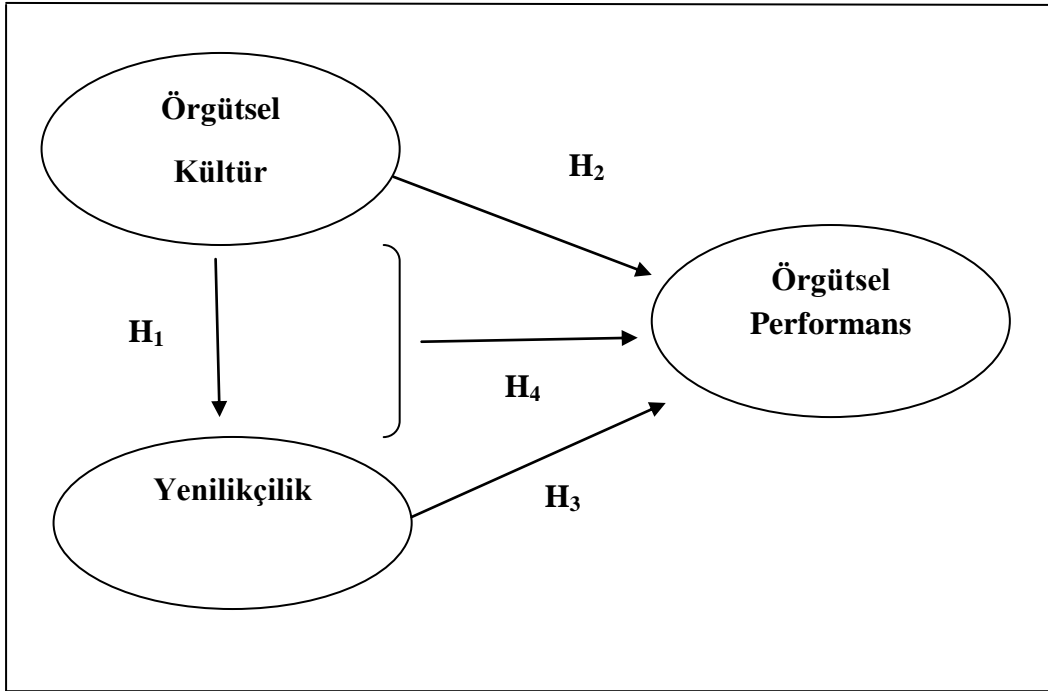 Örgütsel
Kültür
H₂
Örgütsel
Performans
H₁
H₄
Yenilikçilik
H₃